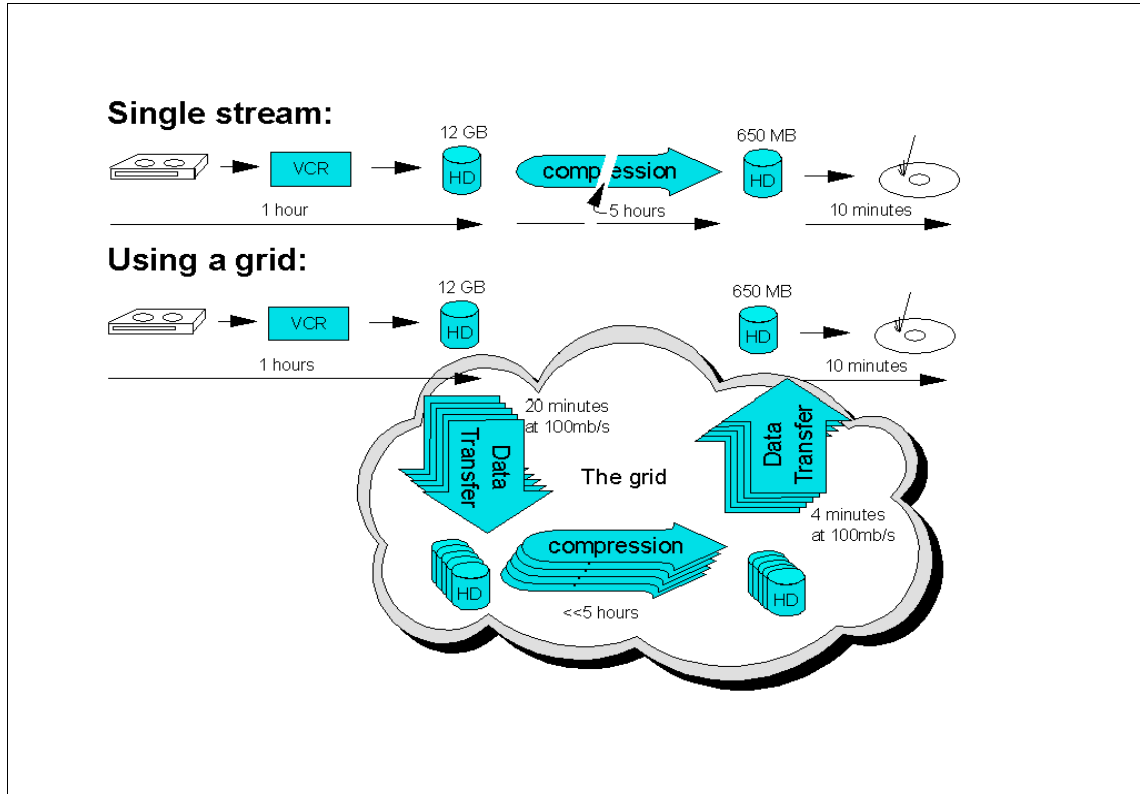 Single stream:
12 GB
650 MB
VCR
HD
compression
HD
1 hour
5 hours
10 minutes
Using a grid:
12 GB
650 MB
VCR
HD
HD
1 hours
10 minutes
20 minutes
at 100mb/s
Data
Transfer
The grid
Data
Transfer
4 minutes
at 100mb/s
compression
HD
HD
<<5 hours